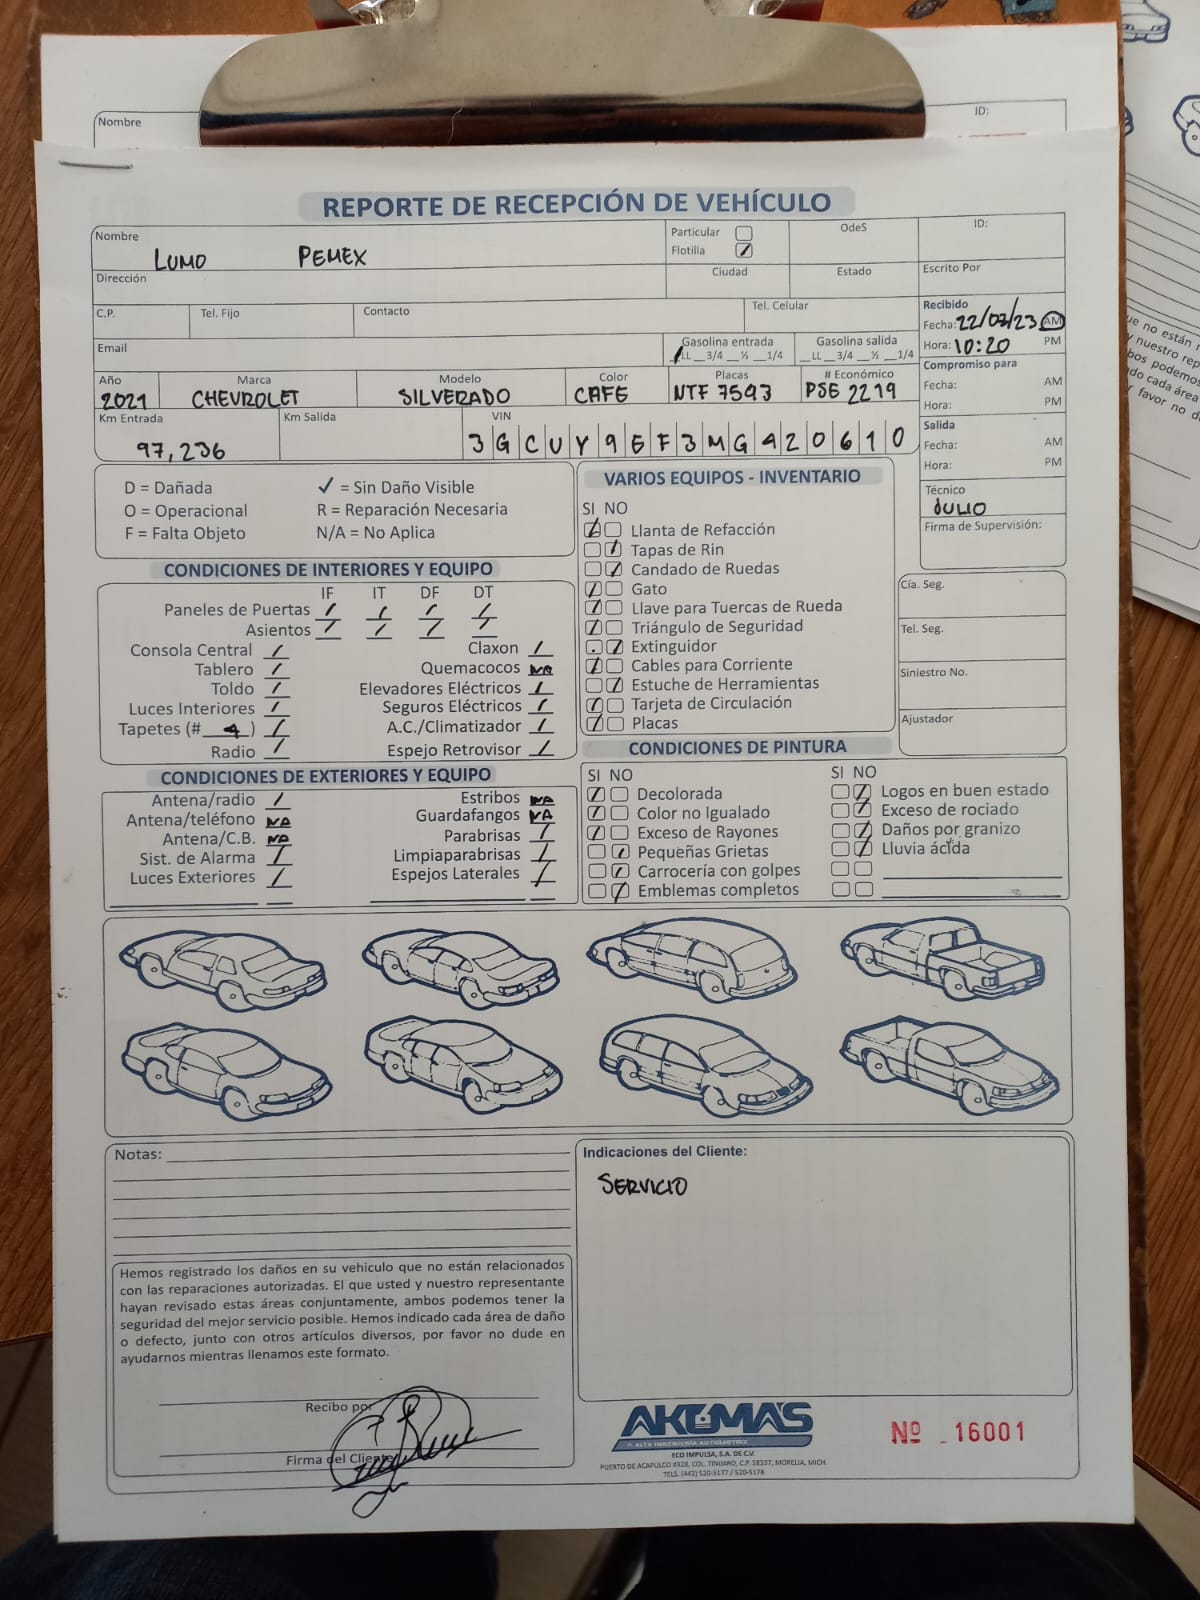 Nombre ID:
REPORTE DE RECEPCIÓN DE VEHÍCULO
Nombre LUMO PEMEX
Particular
Flotilla /
OdeS
ID:
Dirección
Ciudad
Estado
Escrito Por
C.P. Tel. Fijo Contacto Tel. Celular
Recibido
Fecha: 22/07/23 AM
Hora: 10:20 PM
Email
Gasolina entrada
/LL __3/4 __½ __1/4
Gasolina salida
__LL __3/4 __½ __1/4
Compromiso para
Fecha: AM
Hora: PM
Año Marca Modelo Color Placas # Económico
2021 CHEVROLET SILVERADO CAFE NTF 7593 PSE 2219
Km Entrada Km Salida VIN
97,236 3 G C U Y 9 E F 3 M G 4 2 0 6 1 0
Salida
Fecha: AM
Hora: PM
Técnico
JULIO
Firma de Supervisión:
D = Dañada ✓ = Sin Daño Visible
O = Operacional R = Reparación Necesaria
F = Falta Objeto N/A = No Aplica
CONDICIONES DE INTERIORES Y EQUIPO
IF IT DF DT
Paneles de Puertas / / / /
Asientos / / / /
Consola Central / Claxon /
Tablero / Quemacocos NA
Toldo / Elevadores Eléctricos /
Luces Interiores / Seguros Eléctricos /
Tapetes (# 4 ) / A.C./Climatizador /
Radio / Espejo Retrovisor /
VARIOS EQUIPOS - INVENTARIO
SI NO
Llanta de Refacción
Tapas de Rin
Candado de Ruedas
Gato
Llave para Tuercas de Rueda
Triángulo de Seguridad
Extinguidor
Cables para Corriente
Estuche de Herramientas
Tarjeta de Circulación
Placas
Cía. Seg.
Tel. Seg.
Siniestro No.
Ajustador
CONDICIONES DE EXTERIORES Y EQUIPO
Antena/radio / Estribos NA
Antena/teléfono NA Guardafangos NA
Antena/C.B. NA Parabrisas /
Sist. de Alarma / Limpiaparabrisas /
Luces Exteriores / Espejos Laterales /
CONDICIONES DE PINTURA
SI NO SI NO
Decolorada Logos en buen estado
Color no Igualado Exceso de rociado
Exceso de Rayones Daños por granizo
Pequeñas Grietas Lluvia ácida
Carrocería con golpes
Emblemas completos
Notas:
Indicaciones del Cliente:
SERVICIO
Hemos registrado los daños en su vehiculo que no están relacionados
con las reparaciones autorizadas. El que usted y nuestro representante
hayan revisado estas áreas conjuntamente, ambos podemos tener la
seguridad del mejor servicio posible. Hemos indicado cada área de daño
o defecto, junto con otros artículos diversos, por favor no dude en
ayudarnos mientras llenamos este formato.
Recibo por
Firma del Cliente
AKUMAS
ALTA INGENIERÍA AUTOMOTRIZ
ECO IMPULSA, S.A. DE C.V.
PUERTO DE ACAPULCO #328, COL. TINIJARO, C.P. 58337, MORELIA, MICH.
TELS. (443) 520-5177 / 520-5176
Nº 16001